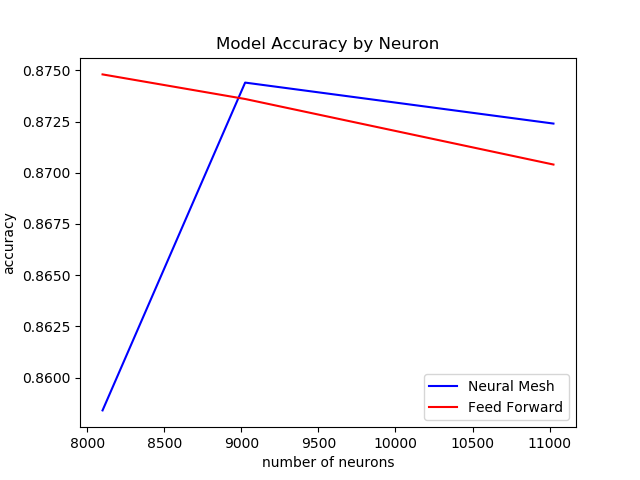 Model Accuracy by Neuron
0.8750
0.8725
0.8700
0.8675
0.8650
0.8625
0.8600
accuracy
8000 8500 9000 9500 10000 10500 11000
number of neurons
Neural Mesh
Feed Forward